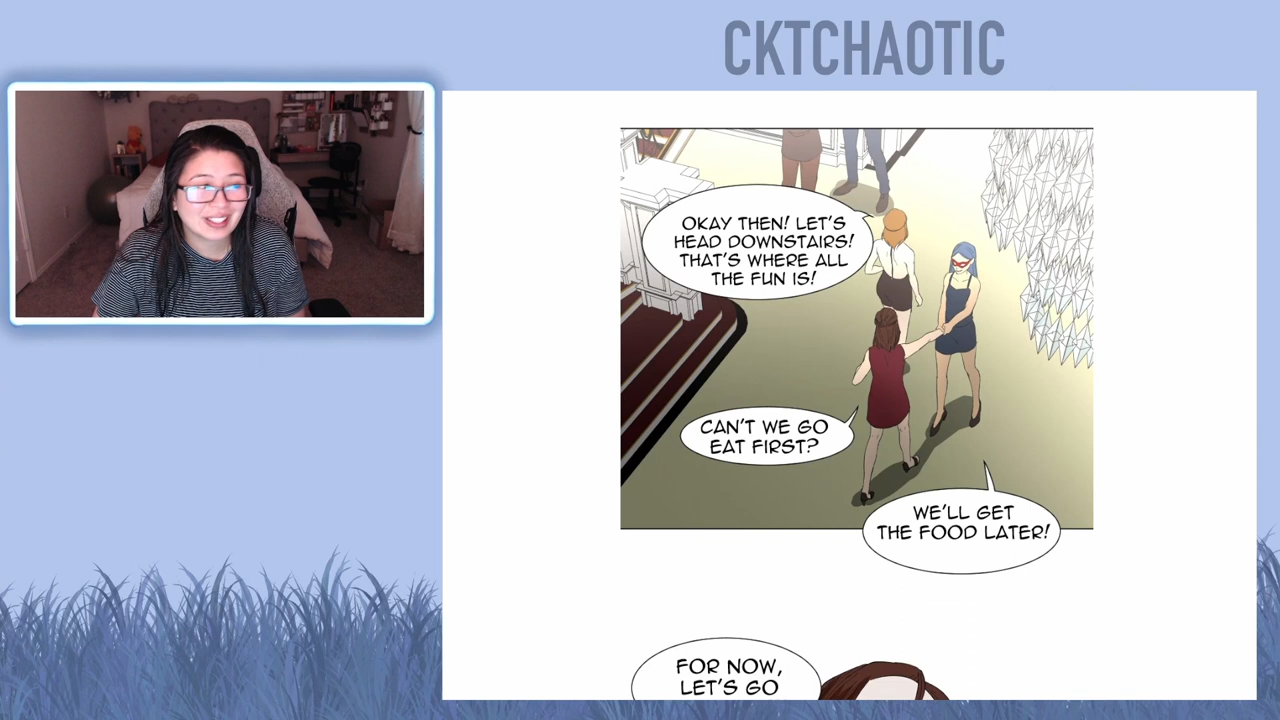 CKTCHAOTIC
OKAY THEN! LET'S
HEAD DOWNSTAIRS!
THAT'S WHERE ALL
THE FUN IS!
CAN'T WE GO
EAT FIRST?
WE'LL GET
THE FOOD LATER!
FOR NOW,
LET'S GO